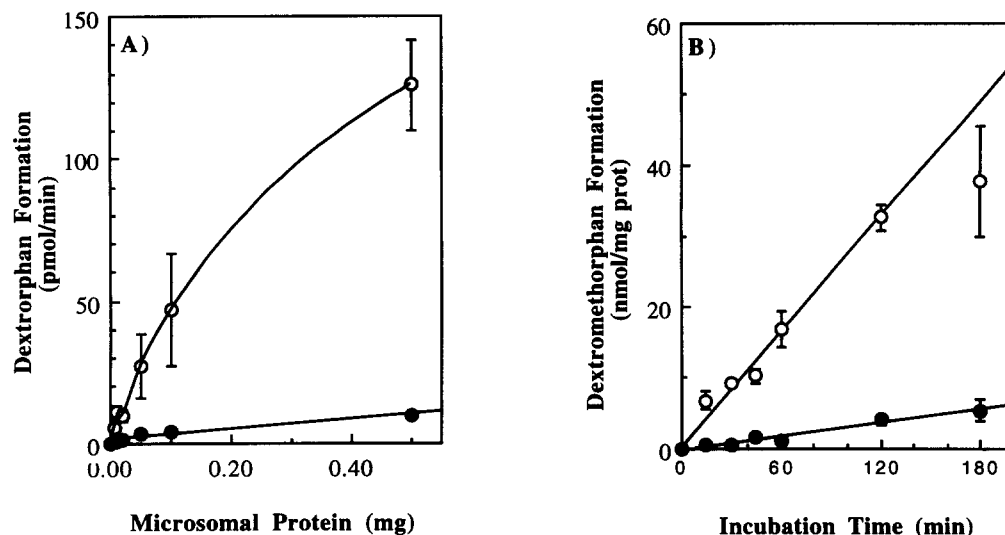 A)
Dextrorphan Formation
(pmol/min)
150
100
50
0
0.00
0.20
0.40
Microsomal Protein (mg)
B)
Dextromethorphan Formation
(nmol/mg prot)
60
40
20
0
0
60
120
180
Incubation Time (min)